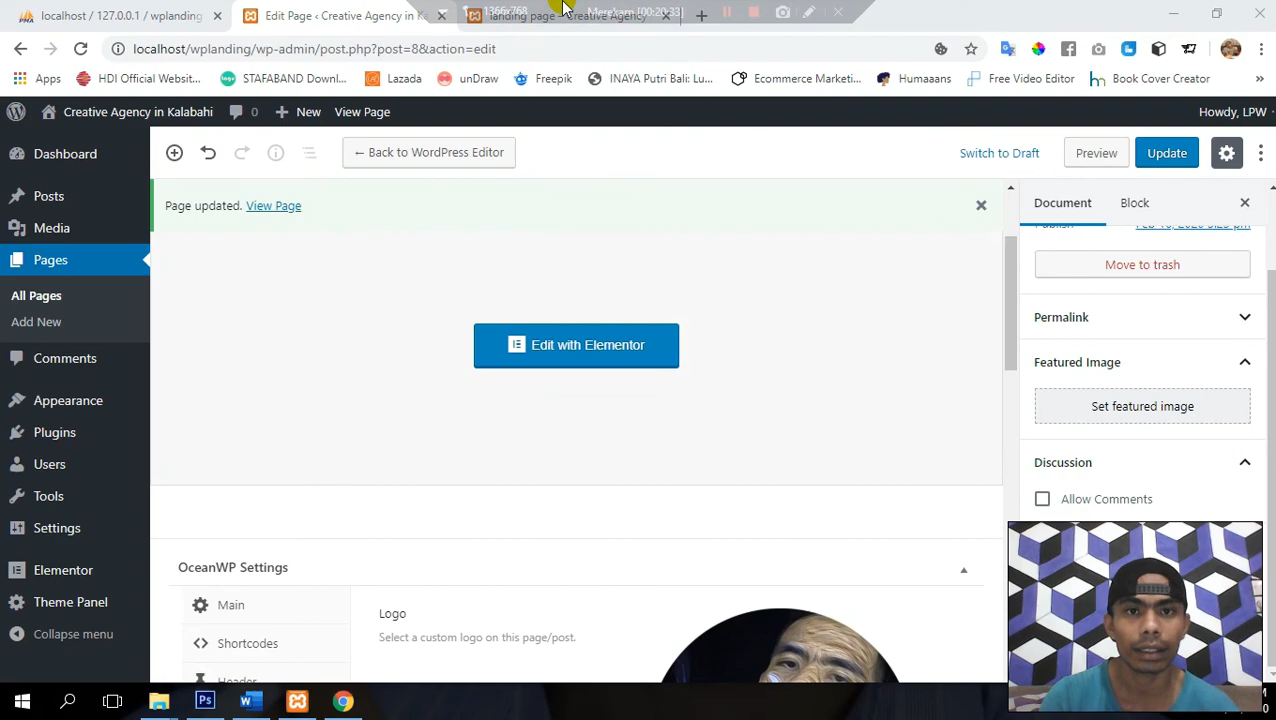 localhost / 127.0.0.1 / wplanding
Edit Page ‹ Creative Agency in Ka
landing page – Creative Agency
1366x768
Merekam [00:20:33]
localhost/wplanding/wp-admin/post.php?post=8&action=edit
Apps
HDI Official Websit...
STAFABAND Downl...
Lazada
unDraw
Freepik
INAYA Putri Bali: Lu...
Ecommerce Marketi...
Humaaans
Free Video Editor
Book Cover Creator
»
Creative Agency in Kalabahi
0
New
View Page
Howdy, LPW
Dashboard
Posts
Media
Pages
All Pages
Add New
Comments
Appearance
Plugins
Users
Tools
Settings
Elementor
Theme Panel
Collapse menu
← Back to WordPress Editor
Switch to Draft
Preview
Update
Page updated. View Page
Edit with Elementor
OceanWP Settings
Main
Shortcodes
Header
Logo
Select a custom logo on this page/post.
Document
Block
Publish
Move to trash
Permalink
Featured Image
Set featured image
Discussion
Allow Comments